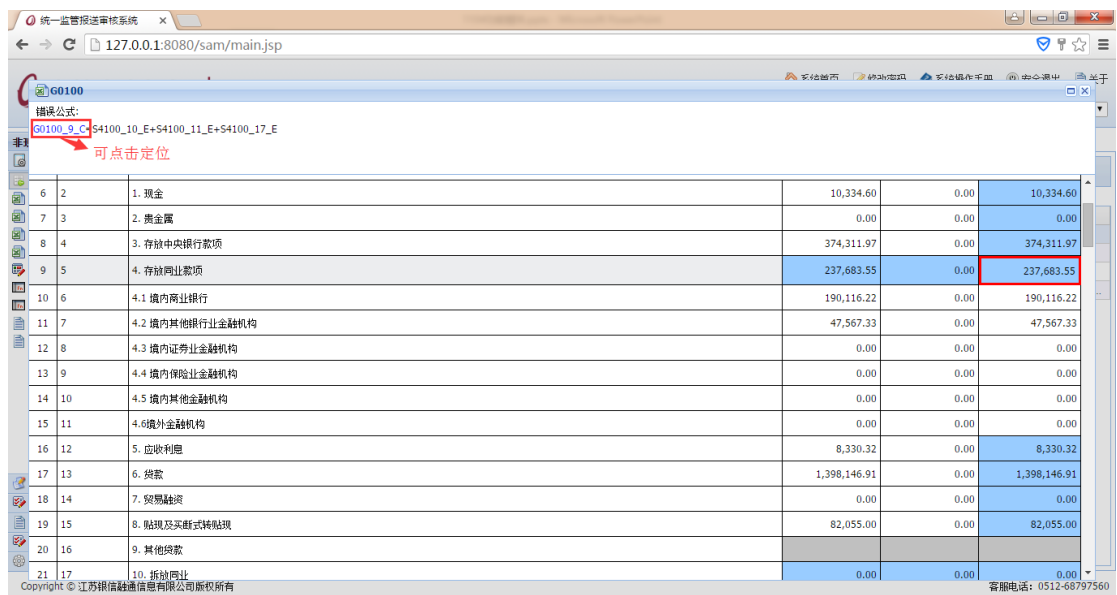 统一监管报送审核系统
127.0.0.1:8080/sam/main.jsp
系统首页 修改密码 系统操作手册 安全退出 关于
G0100
错误公式:
G0100_9_C=S4100_10_E+S4100_11_E+S4100_17_E
可点击定位
6 2 1. 现金 10,334.60 0.00 10,334.60
7 3 2. 贵金属 0.00 0.00 0.00
8 4 3. 存放中央银行款项 374,311.97 0.00 374,311.97
9 5 4. 存放同业款项 237,683.55 0.00 237,683.55
10 6 4.1 境内商业银行 190,116.22 0.00 190,116.22
11 7 4.2 境内其他银行业金融机构 47,567.33 0.00 47,567.33
12 8 4.3 境内证券业金融机构 0.00 0.00 0.00
13 9 4.4 境内保险业金融机构 0.00 0.00 0.00
14 10 4.5 境内其他金融机构 0.00 0.00 0.00
15 11 4.6境外金融机构 0.00 0.00 0.00
16 12 5. 应收利息 8,330.32 0.00 8,330.32
17 13 6. 贷款 1,398,146.91 0.00 1,398,146.91
18 14 7. 贸易融资 0.00 0.00 0.00
19 15 8. 贴现及买断式转贴现 82,055.00 0.00 82,055.00
20 16 9. 其他贷款
21 17 10. 拆放同业 0.00 0.00 0.00
Copyright © 江苏银信融通信息有限公司版权所有 客服电话: 0512-68797560